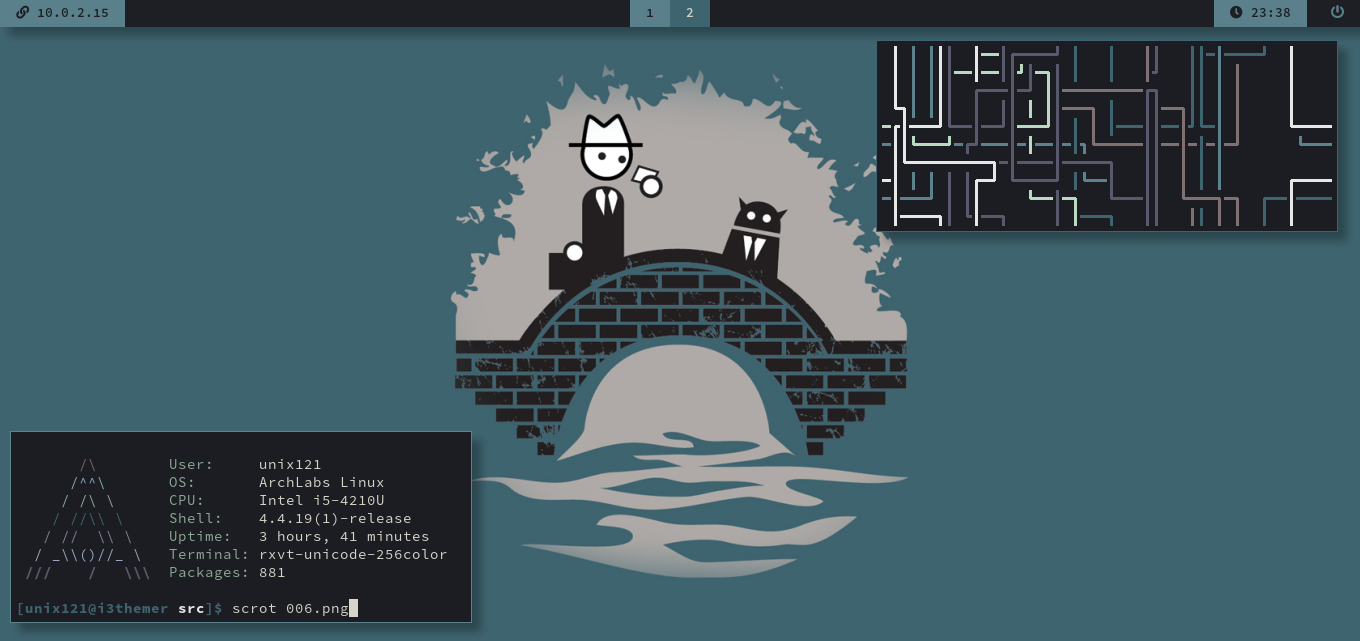 10.0.2.15 1 2 23:38
/\
/^^\
/ /\ \
/ //\\ \
/ // \\ \
/ _\\()//_ \
/// / \\\
User: unix121
OS: ArchLabs Linux
CPU: Intel i5-4210U
Shell: 4.4.19(1)-release
Uptime: 3 hours, 41 minutes
Terminal: rxvt-unicode-256color
Packages: 881
[unix121@i3themer src]$ scrot 006.png